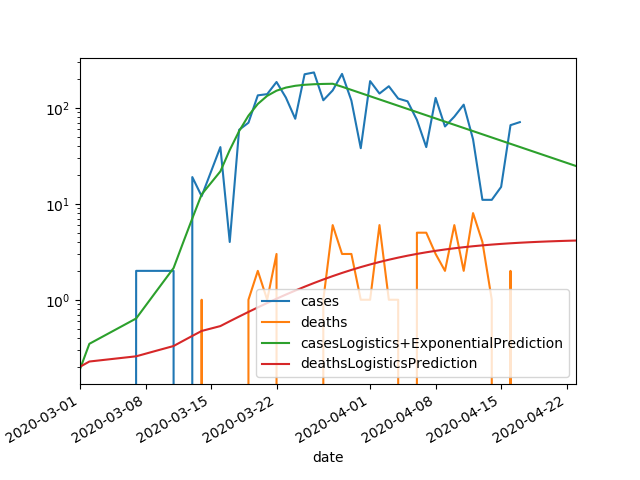 10²
10¹
10⁰
cases
deaths
casesLogistics+ExponentialPrediction
deathsLogisticsPrediction
2020-03-01
2020-03-08
2020-03-15
2020-03-22
2020-04-01
2020-04-08
2020-04-15
2020-04-22
date